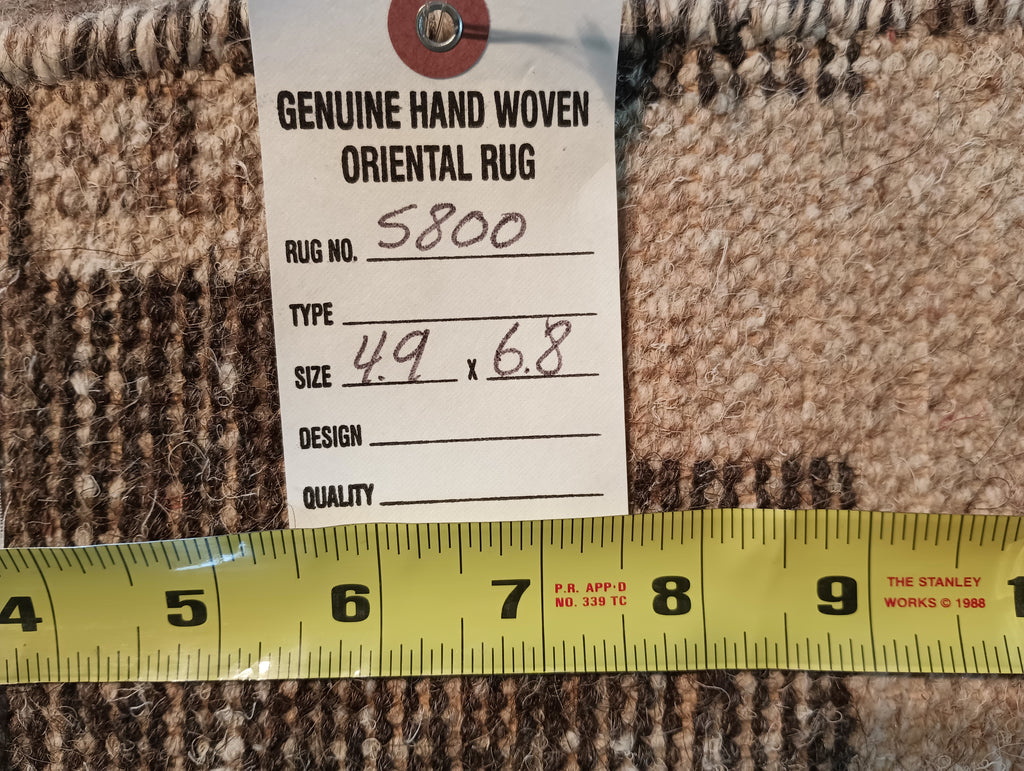 GENUINE HAND WOVEN
ORIENTAL RUG
RUG NO. 5800
TYPE
SIZE 4.9 X 6.8
DESIGN
QUALITY
4 5 6 7 P.R. APP'D 8 9 THE STANLEY
NO. 339 TC WORKS © 1988